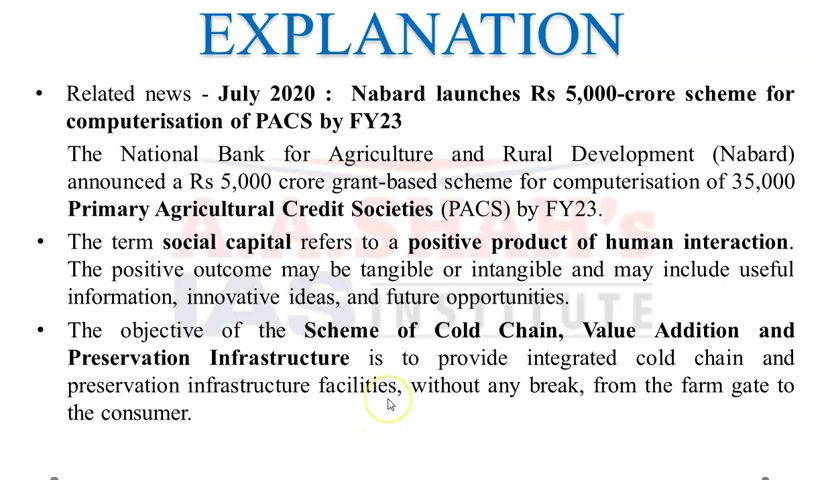 EXPLANATION
• Related news - July 2020 : Nabard launches Rs 5,000-crore scheme for
computerisation of PACS by FY23
The National Bank for Agriculture and Rural Development (Nabard)
announced a Rs 5,000 crore grant-based scheme for computerisation of 35,000
Primary Agricultural Credit Societies (PACS) by FY23.
• The term social capital refers to a positive product of human interaction.
The positive outcome may be tangible or intangible and may include useful
information, innovative ideas, and future opportunities.
• The objective of the Scheme of Cold Chain, Value Addition and
Preservation Infrastructure is to provide integrated cold chain and
preservation infrastructure facilities, without any break, from the farm gate to
the consumer.
A.A.SHAH's
IAS INSTITUTE